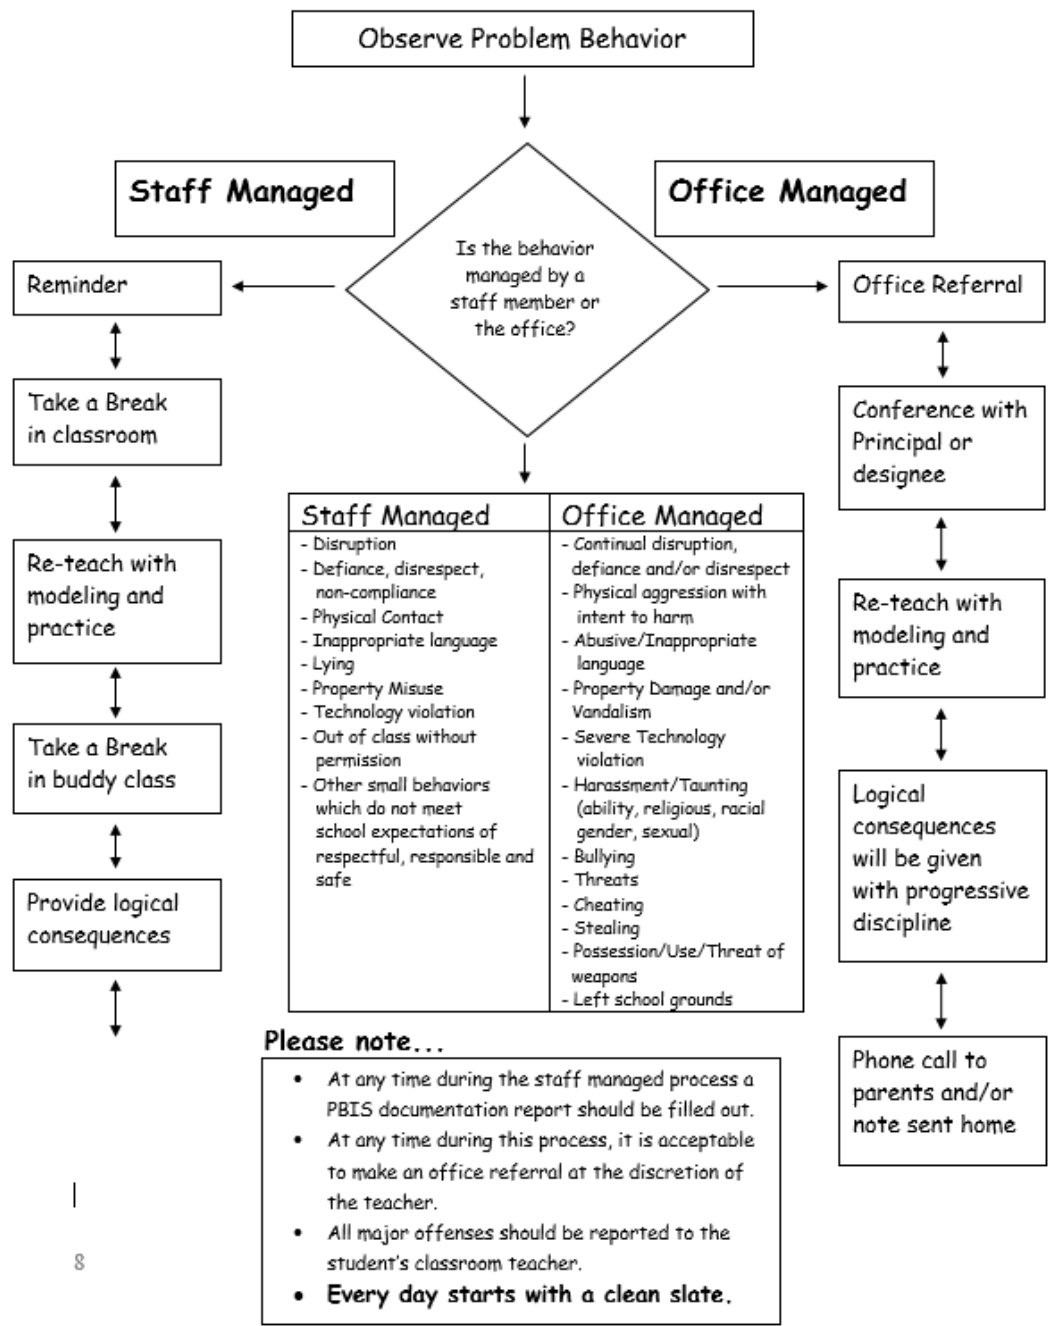 Observe Problem Behavior
Staff Managed
Office Managed
Is the behavior
managed by a
staff member or
the office?
Reminder
Take a Break
in classroom
Re-teach with
modeling and
practice
Take a Break
in buddy class
Provide logical
consequences
Office Referral
Conference with
Principal or
designee
Re-teach with
modeling and
practice
Logical
consequences
will be given
with progressive
discipline
Phone call to
parents and/or
note sent home
Staff Managed
- Disruption
- Defiance, disrespect,
non-compliance
- Physical Contact
- Inappropriate language
- Lying
- Property Misuse
- Technology violation
- Out of class without
permission
- Other small behaviors
which do not meet
school expectations of
respectful, responsible and
safe
Office Managed
- Continual disruption,
defiance and/or disrespect
- Physical aggression with
intent to harm
- Abusive/Inappropriate
language
- Property Damage and/or
Vandalism
- Severe Technology
violation
- Harassment/Taunting
(ability, religious, racial
gender, sexual)
- Bullying
- Threats
- Cheating
- Stealing
- Possession/Use/Threat of
weapons
- Left school grounds
Please note...
• At any time during the staff managed process a
PBIS documentation report should be filled out.
• At any time during this process, it is acceptable
to make an office referral at the discretion of
the teacher.
• All major offenses should be reported to the
student's classroom teacher.
• Every day starts with a clean slate.
8